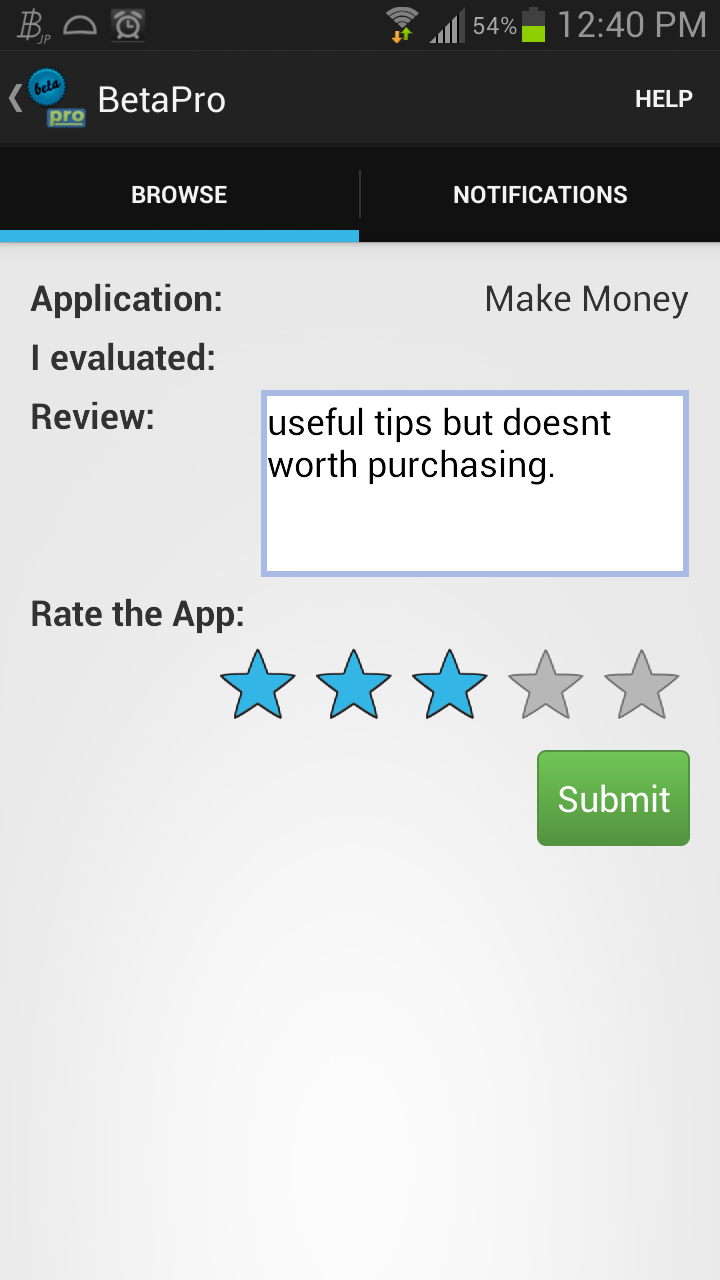 JP 54% 12:40 PM
beta
pro
BetaPro HELP
BROWSE NOTIFICATIONS
Application: Make Money
I evaluated:
Review: useful tips but doesnt
worth purchasing.
Rate the App:
Submit